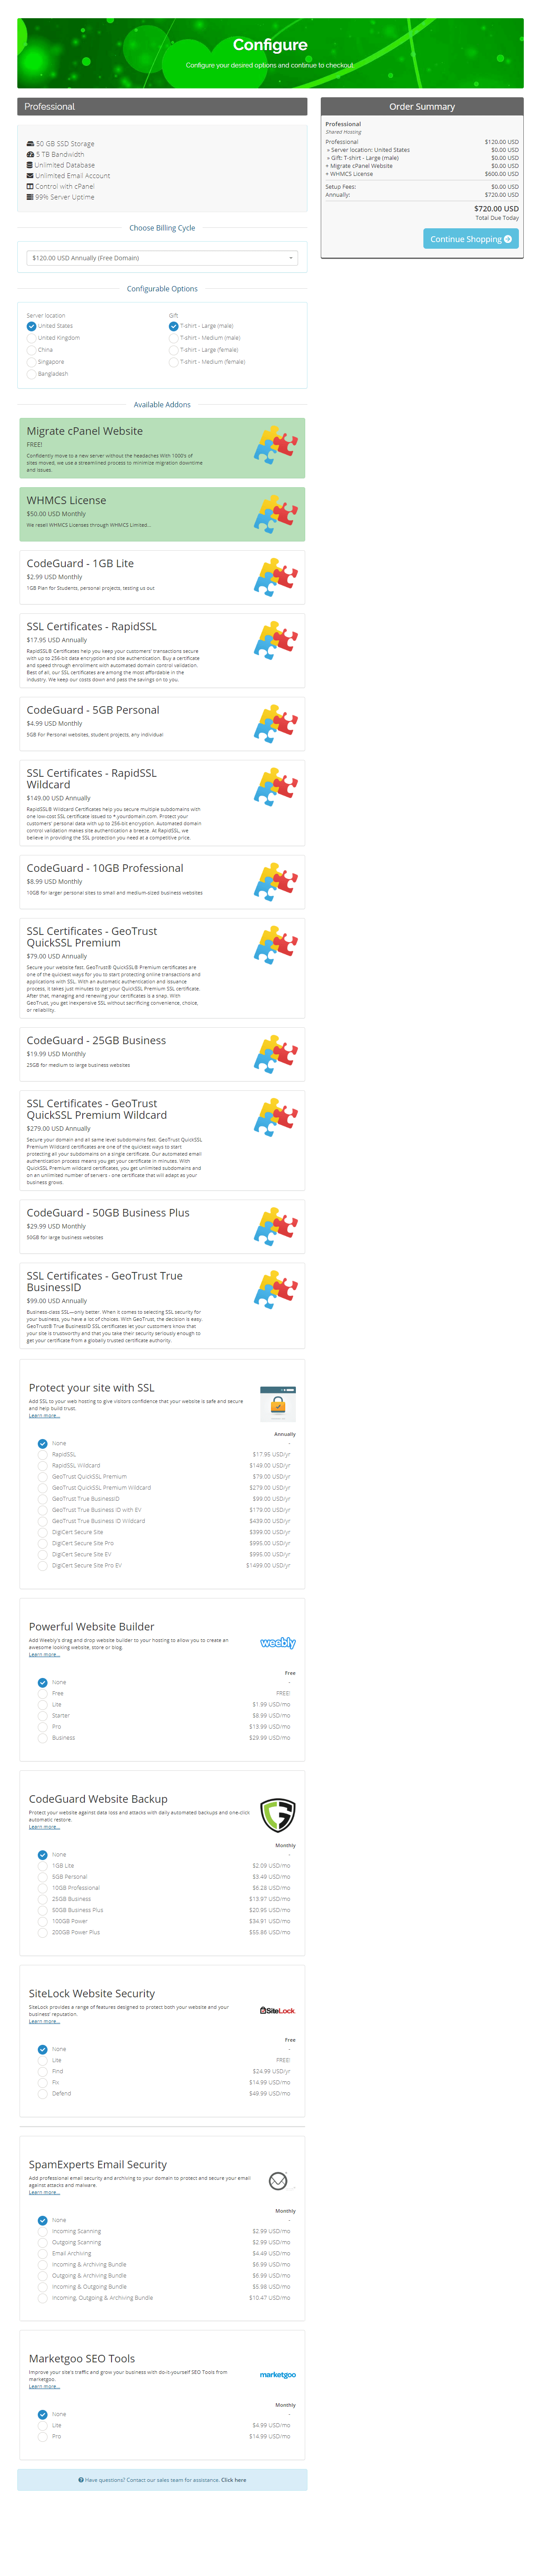 Configure
Configure your desired options and continue to checkout.
Professional
50 GB SSD Storage
5 TB Bandwidth
Unlimited Database
Unlimited Email Account
Control with cPanel
99% Server Uptime
Choose Billing Cycle
$120.00 USD Annually (Free Domain)
Configurable Options
Server location
United States
United Kingdom
China
Singapore
Bangladesh
Gift
T-shirt - Large (male)
T-shirt - Medium (male)
T-shirt - Large (female)
T-shirt - Medium (female)
Available Addons
Migrate cPanel Website
FREE!
Confidently move to a new server without the headaches With 1000's of
sites moved, we use a streamlined process to minimize migration downtime
and issues.
WHMCS License
$50.00 USD Monthly
We resell WHMCS Licenses through WHMCS Limited...
CodeGuard - 1GB Lite
$2.99 USD Monthly
1GB Plan for Students, personal projects, testing us out
SSL Certificates - RapidSSL
$17.95 USD Annually
RapidSSL® Certificates help you keep your customers' transactions secure
with up to 256-bit data encryption and site authentication. Buy a certificate
and speed through enrollment with automated domain control validation.
Best of all, our SSL certificates are among the most affordable in the
industry. We keep our costs down and pass the savings on to you.
CodeGuard - 5GB Personal
$4.99 USD Monthly
5GB For Personal websites, student projects, any individual
SSL Certificates - RapidSSL
Wildcard
$149.00 USD Annually
RapidSSL® Wildcard Certificates help you secure multiple subdomains with
one low-cost SSL certificate issued to *.yourdomain.com. Protect your
customers' personal data with up to 256-bit encryption. Automated domain
control validation makes site authentication a breeze. At RapidSSL, we
believe in providing the SSL protection you need at a competitive price.
CodeGuard - 10GB Professional
$8.99 USD Monthly
10GB for larger personal sites to small and medium-sized business websites
SSL Certificates - GeoTrust
QuickSSL Premium
$79.00 USD Annually
Secure your website fast. GeoTrust® QuickSSL® Premium certificates are
one of the quickest ways for you to start protecting online transactions and
applications with SSL. With an automatic authentication and issuance
process, it takes just minutes to get your QuickSSL Premium SSL certificate.
After that, managing and renewing your certificates is a snap. With
GeoTrust, you get inexpensive SSL without sacrificing convenience, choice,
or reliability.
CodeGuard - 25GB Business
$19.99 USD Monthly
25GB for medium to large business websites
SSL Certificates - GeoTrust
QuickSSL Premium Wildcard
$279.00 USD Annually
Secure your domain and all same level subdomains fast. GeoTrust QuickSSL
Premium Wildcard certificates are one of the quickest ways to start
protecting all your subdomains on a single certificate. Our automated email
authentication process means you get your certificate in minutes. With
QuickSSL Premium wildcard certificates, you get unlimited subdomains and
on an unlimited number of servers - one certificate that will adapt as your
business grows.
CodeGuard - 50GB Business Plus
$29.99 USD Monthly
50GB for large business websites
SSL Certificates - GeoTrust True
BusinessID
$99.00 USD Annually
Business-class SSL—only better. When it comes to selecting SSL security for
your business, you have a lot of choices. With GeoTrust, the decision is easy.
GeoTrust® True BusinessID SSL certificates let your customers know that
your site is trustworthy and that you take their security seriously enough to
get your certificate from a globally trusted certificate authority.
Protect your site with SSL
Add SSL to your web hosting to give visitors confidence that your website is safe and secure
and help build trust.
Learn more...
Annually
None -
RapidSSL $17.95 USD/yr
RapidSSL Wildcard $149.00 USD/yr
GeoTrust QuickSSL Premium $79.00 USD/yr
GeoTrust QuickSSL Premium Wildcard $279.00 USD/yr
GeoTrust True BusinessID $99.00 USD/yr
GeoTrust True Business ID with EV $179.00 USD/yr
GeoTrust True Business ID Wildcard $439.00 USD/yr
DigiCert Secure Site $399.00 USD/yr
DigiCert Secure Site Pro $995.00 USD/yr
DigiCert Secure Site EV $995.00 USD/yr
DigiCert Secure Site Pro EV $1499.00 USD/yr
Powerful Website Builder
Add Weebly's drag and drop website builder to your hosting to allow you to create an
awesome looking website, store or blog.
Learn more...
weebly
Free
None -
Free FREE!
Lite $1.99 USD/mo
Starter $8.99 USD/mo
Pro $13.99 USD/mo
Business $29.99 USD/mo
CodeGuard Website Backup
Protect your website against data loss and attacks with daily automated backups and one-click
automatic restore.
Learn more...
Monthly
None -
1GB Lite $2.09 USD/mo
5GB Personal $3.49 USD/mo
10GB Professional $6.28 USD/mo
25GB Business $13.97 USD/mo
50GB Business Plus $20.95 USD/mo
100GB Power $34.91 USD/mo
200GB Power Plus $55.86 USD/mo
SiteLock Website Security
SiteLock provides a range of features designed to protect both your website and your
business' reputation.
Learn more...
SiteLock
Free
None -
Lite FREE!
Find $24.99 USD/yr
Fix $14.99 USD/mo
Defend $49.99 USD/mo
SpamExperts Email Security
Add professional email security and archiving to your domain to protect and secure your email
against attacks and malware.
Learn more...
Monthly
None -
Incoming Scanning $2.99 USD/mo
Outgoing Scanning $2.99 USD/mo
Email Archiving $4.49 USD/mo
Incoming & Archiving Bundle $6.99 USD/mo
Outgoing & Archiving Bundle $6.99 USD/mo
Incoming & Outgoing Bundle $5.98 USD/mo
Incoming, Outgoing & Archiving Bundle $10.47 USD/mo
Marketgoo SEO Tools
Improve your site's traffic and grow your business with do-it-yourself SEO Tools from
marketgoo.
Learn more...
marketgoo
Monthly
None -
Lite $4.99 USD/mo
Pro $14.99 USD/mo
Have questions? Contact our sales team for assistance. Click here
Order Summary
Professional
Shared Hosting
Professional $120.00 USD
» Server location: United States $0.00 USD
» Gift: T-shirt - Large (male) $0.00 USD
+ Migrate cPanel Website $0.00 USD
+ WHMCS License $600.00 USD
Setup Fees: $0.00 USD
Annually: $720.00 USD
$720.00 USD
Total Due Today
Continue Shopping